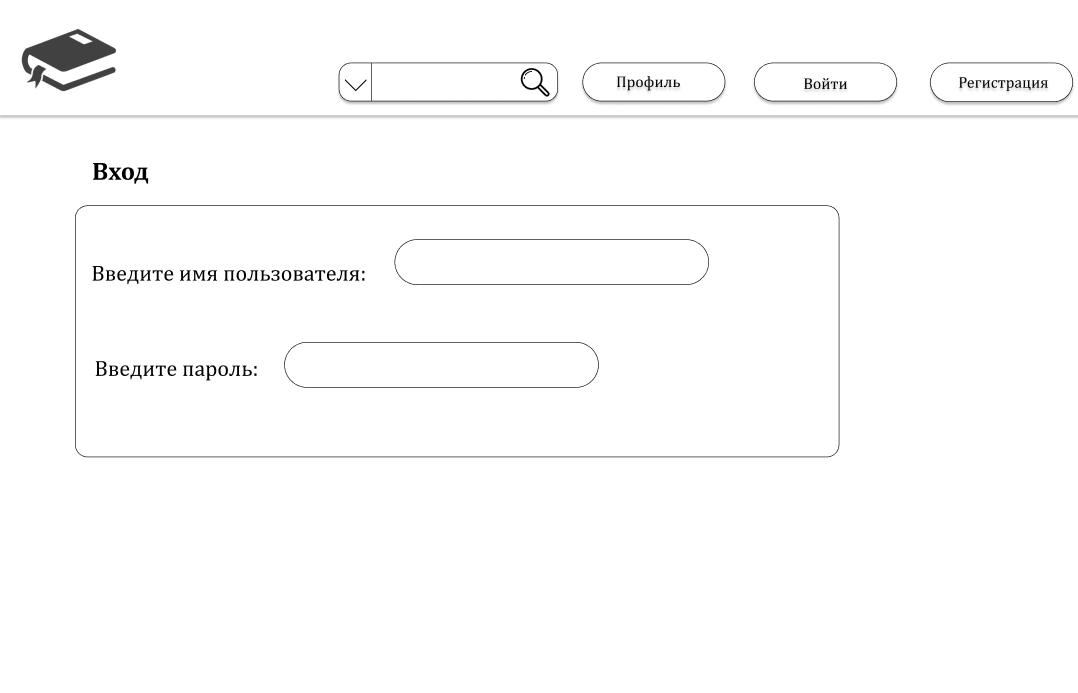 Профиль
Войти
Регистрация
Вход
Введите имя пользователя:
Введите пароль: